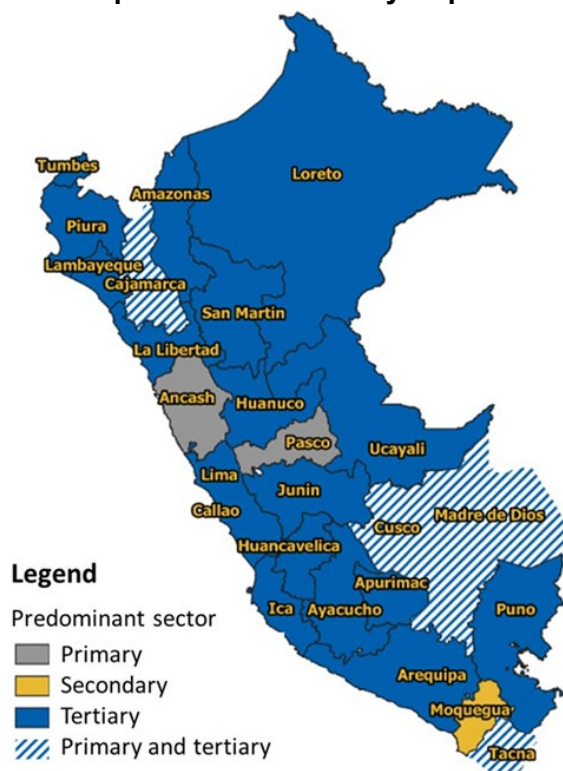 Tumbes
Amazonas
Loreto
Piura
Lambayeque
Cajamarca
San Martin
La Libertad
Ancash
Huanuco
Pasco
Ucayali
Lima
Junin
Callao
Cusco
Madre de Dios
Huancavelica
Apurimac
Ica
Ayacucho
Puno
Arequipa
Moquegua
Tacna
Legend
Predominant sector
Primary
Secondary
Tertiary
Primary and tertiary